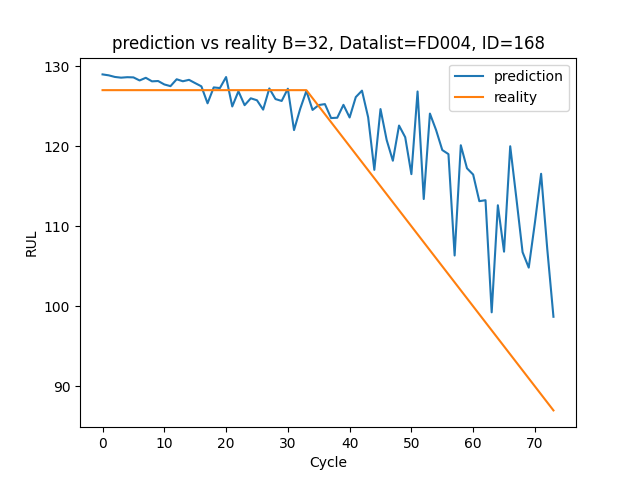 prediction vs reality B=32, Datalist=FD004, ID=168
prediction
reality
130
120
110
100
90
RUL
0 10 20 30 40 50 60 70
Cycle